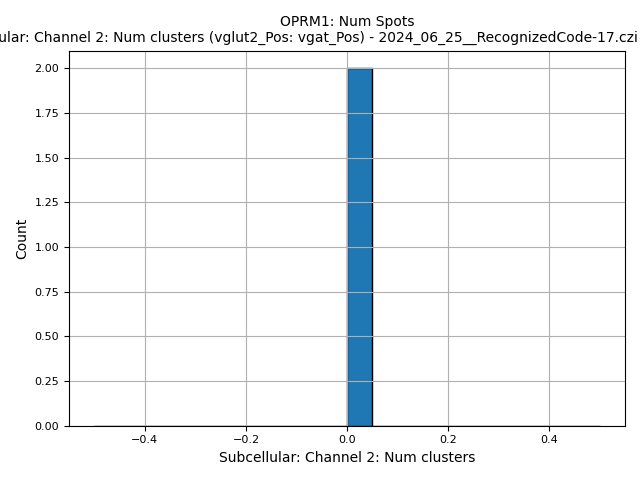 OPRM1: Num Spots
ular: Channel 2: Num clusters (vglut2_Pos: vgat_Pos) - 2024_06_25__RecognizedCode-17.czi
2.00
1.75
1.50
1.25
1.00
0.75
0.50
0.25
0.00
Count
−0.4 −0.2 0.0 0.2 0.4
Subcellular: Channel 2: Num clusters